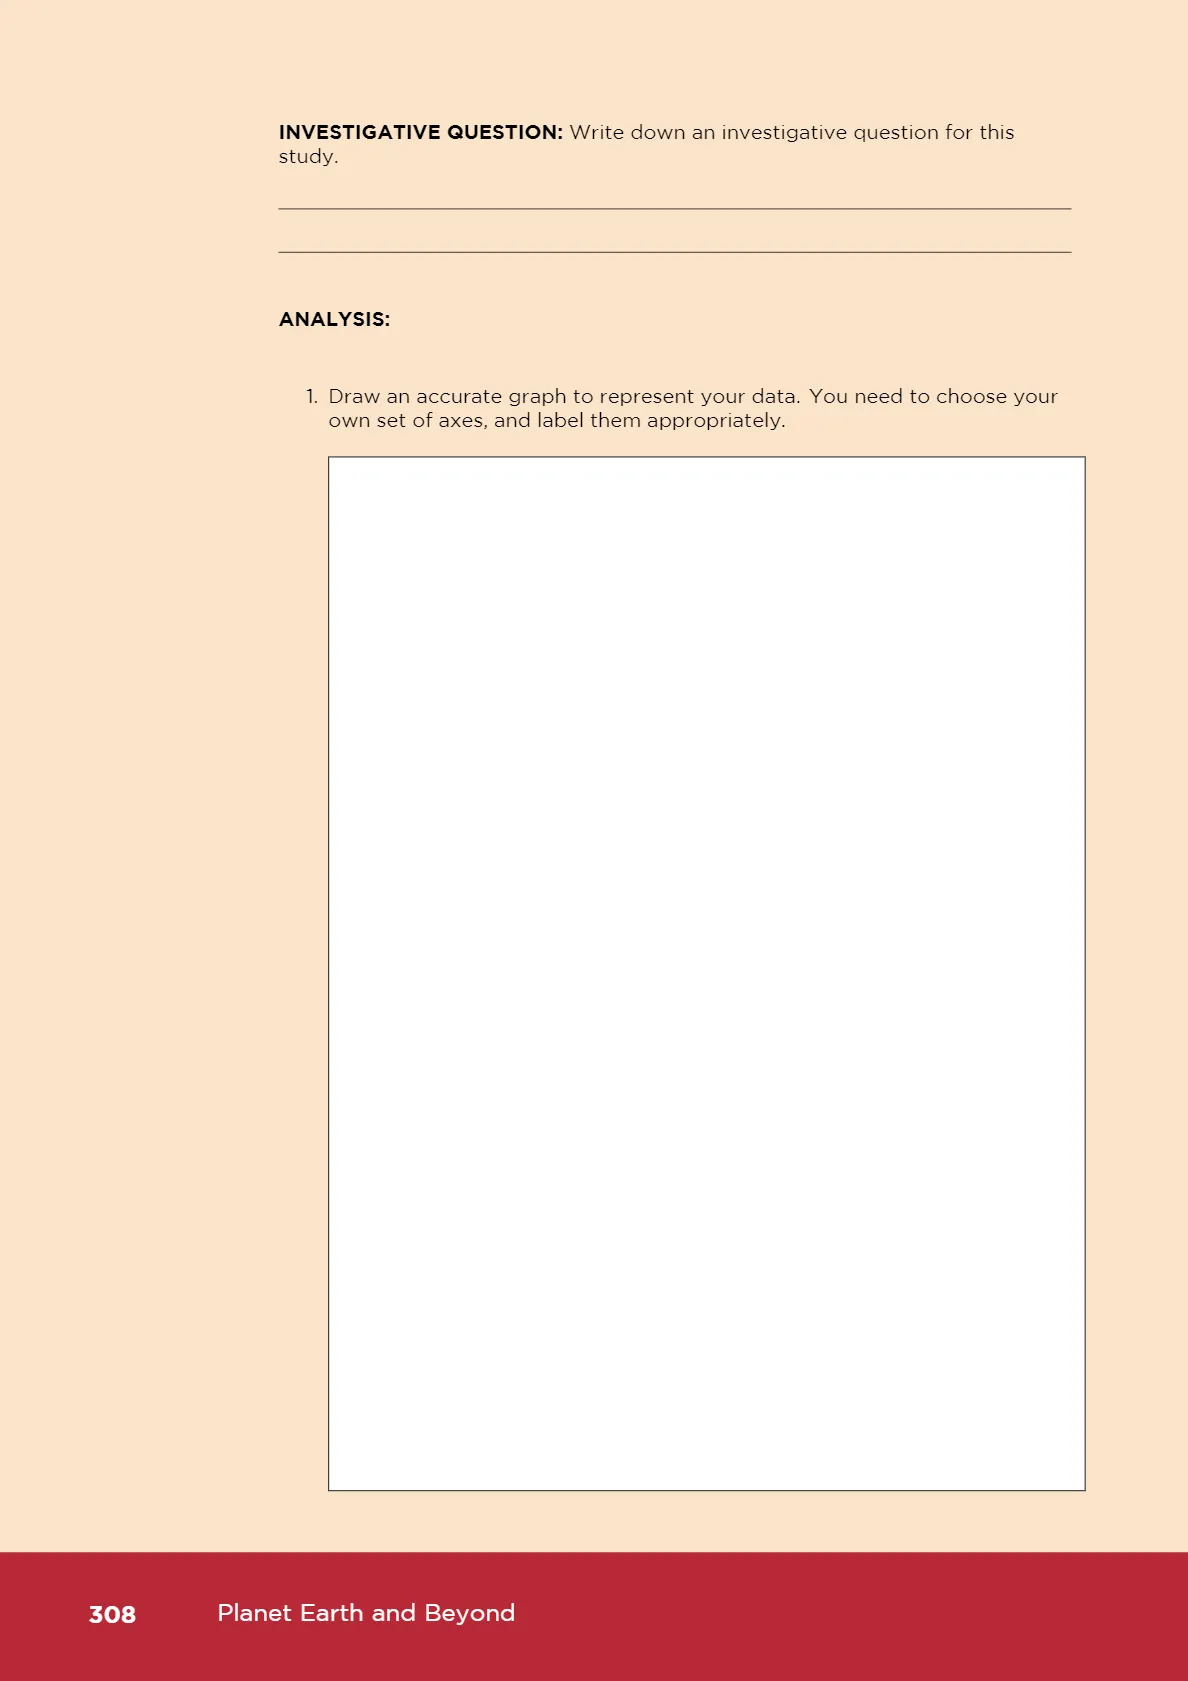 INVESTIGATIVE QUESTION: Write down an investigative question for this
study.
ANALYSIS:
1. Draw an accurate graph to represent your data. You need to choose your
own set of axes, and label them appropriately.
308 Planet Earth and Beyond